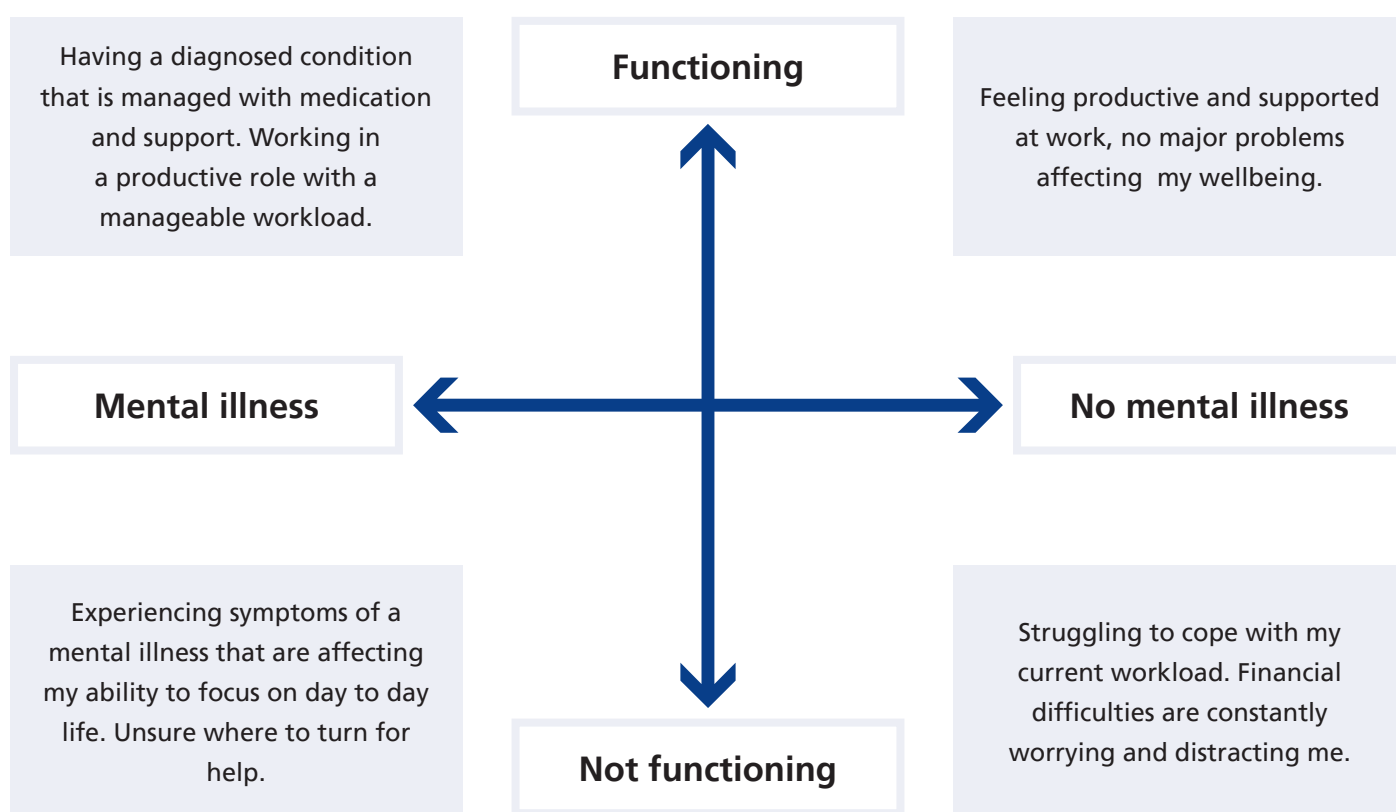 Having a diagnosed condition
that is managed with medication
and support. Working in
a productive role with a
manageable workload.
Functioning
Feeling productive and supported
at work, no major problems
affecting  my wellbeing.
Mental illness
No mental illness
Experiencing symptoms of a
mental illness that are affecting
my ability to focus on day to day
life. Unsure where to turn for
help.
Not functioning
Struggling to cope with my
current workload. Financial
difficulties are constantly
worrying and distracting me.